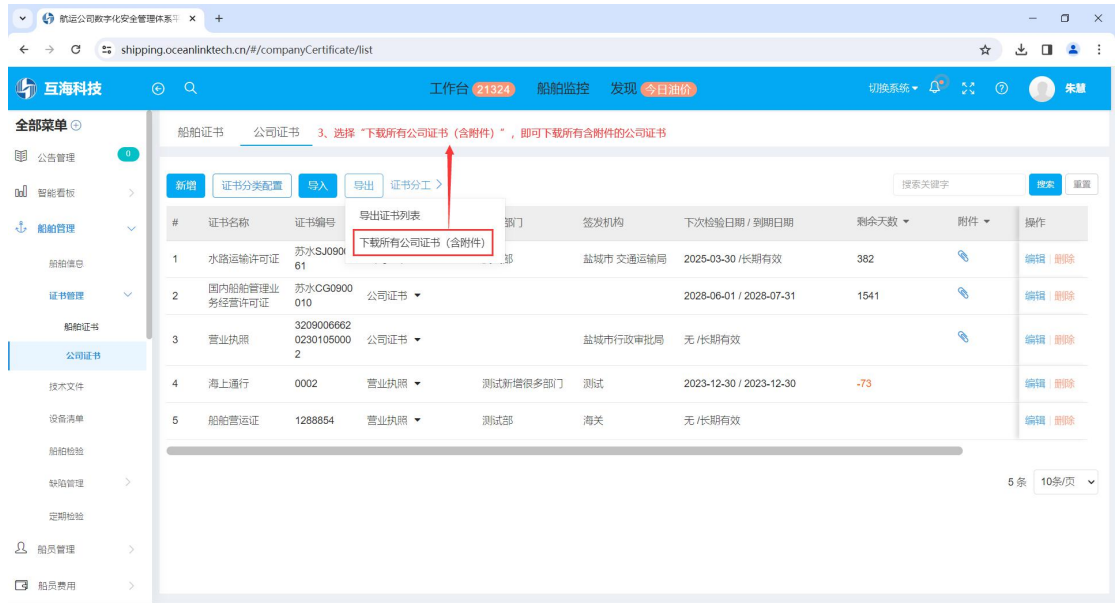 航运公司数字化安全管理体系平
shipping.oceanlinktech.cn/#/companyCertificate/list
互海科技
工作台 21324 船舶监控 发现 今日油价
切换系统 朱慧
全部菜单
公告管理 0
智能看板
船舶管理
船舶信息
证书管理
船舶证书
公司证书
技术文件
设备清单
船舶检验
缺陷管理
定期检验
船员管理
船员费用
船舶证书 公司证书 3、选择“下载所有公司证书（含附件）”，即可下载所有含附件的公司证书
新增 证书分类配置 导入 导出 证书分工 搜索关键字 搜索 重置
导出证书列表
下载所有公司证书（含附件）
# 证书名称 证书编号 部门 签发机构 下次检验日期 / 到期日期 剩余天数 附件 操作
1 水路运输许可证 苏水SJ090061 部 盐城市 交通运输局 2025-03-30 /长期有效 382 编辑 删除
2 国内船舶管理业务经营许可证 苏水CG0900010 公司证书 2028-06-01 / 2028-07-31 1541 编辑 删除
3 营业执照 320900666202301050002 公司证书 盐城市行政审批局 无 /长期有效 编辑 删除
4 海上通行 0002 营业执照 测试新增很多部门 测试 2023-12-30 / 2023-12-30 -73 编辑 删除
5 船舶营运证 1288854 营业执照 测试部 海关 无 /长期有效 编辑 删除
5 条 10条/页